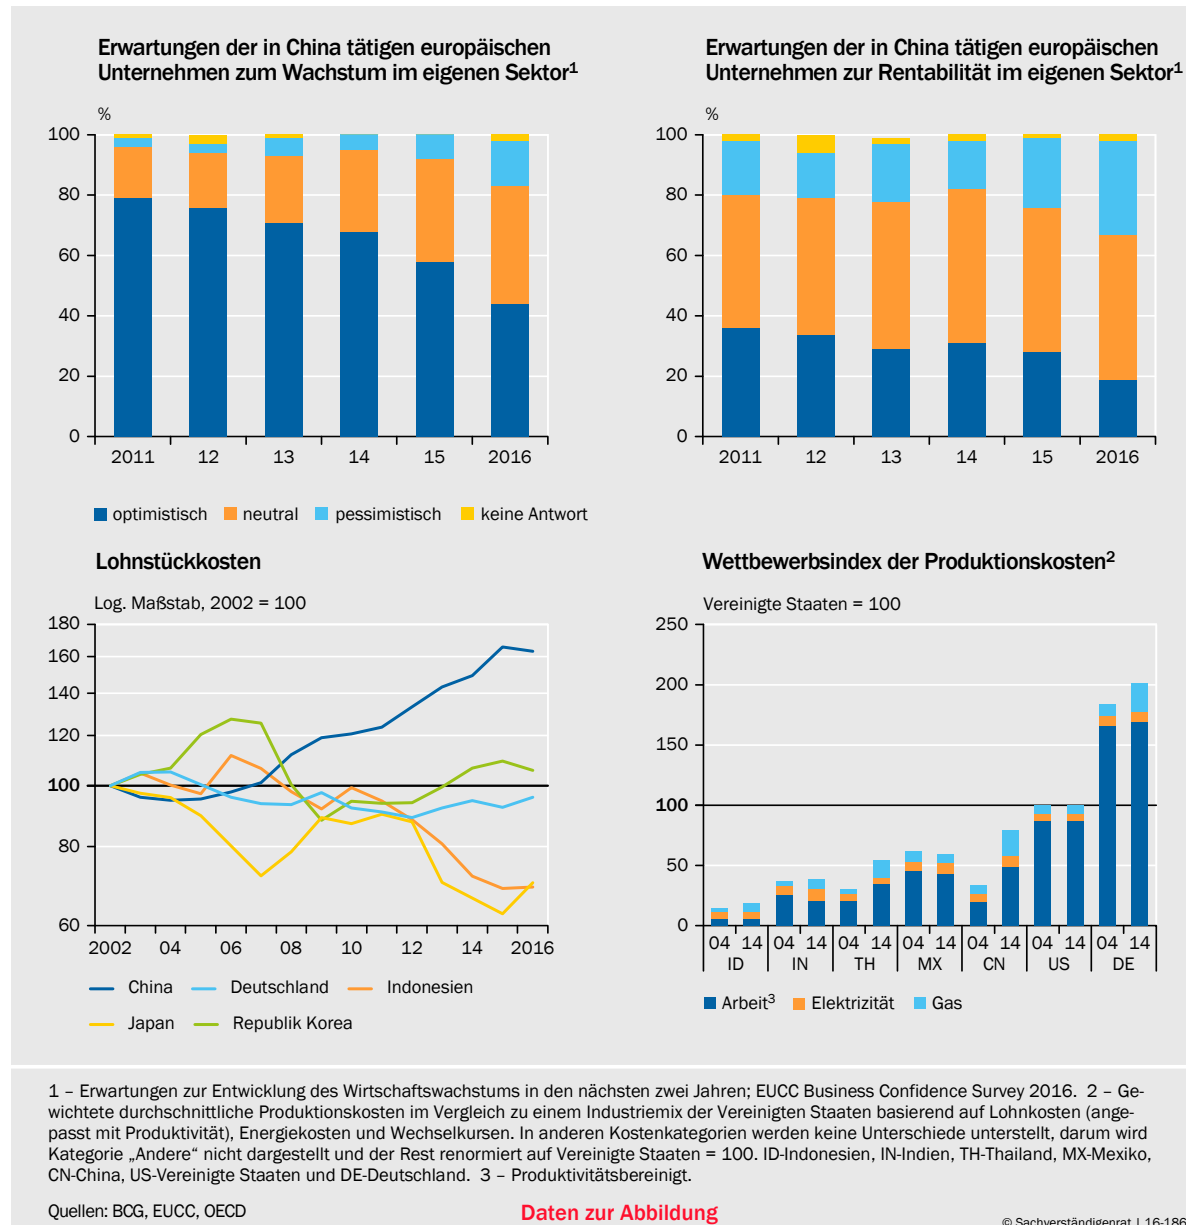 Erwartungen der in China tätigen europäischen
Unternehmen zum Wachstum im eigenen Sektor¹
%
100
80
60
40
20
0
2011 12 13 14 15 2016
Erwartungen der in China tätigen europäischen
Unternehmen zur Rentabilität im eigenen Sektor¹
%
100
80
60
40
20
0
2011 12 13 14 15 2016
optimistisch neutral pessimistisch keine Antwort
Lohnstückkosten
Log. Maßstab, 2002 = 100
180
160
140
120
100
80
60
2002 04 06 08 10 12 14 2016
China Deutschland Indonesien
Japan Republik Korea
Wettbewerbsindex der Produktionskosten²
Vereinigte Staaten = 100
250
200
150
100
50
0
04 14 04 14 04 14 04 14 04 14 04 14 04 14
ID IN TH MX CN US DE
Arbeit³ Elektrizität Gas
1 – Erwartungen zur Entwicklung des Wirtschaftswachstums in den nächsten zwei Jahren; EUCC Business Confidence Survey 2016. 2 – Ge-
wichtete durchschnittliche Produktionskosten im Vergleich zu einem Industriemix der Vereinigten Staaten basierend auf Lohnkosten (ange-
passt mit Produktivität), Energiekosten und Wechselkursen. In anderen Kostenkategorien werden keine Unterschiede unterstellt, darum wird
Kategorie „Andere“ nicht dargestellt und der Rest renormiert auf Vereinigte Staaten = 100. ID-Indonesien, IN-Indien, TH-Thailand, MX-Mexiko,
CN-China, US-Vereinigte Staaten und DE-Deutschland. 3 – Produktivitätsbereinigt.
Quellen: BCG, EUCC, OECD
Daten zur Abbildung
© Sachverständigenrat | 16-186